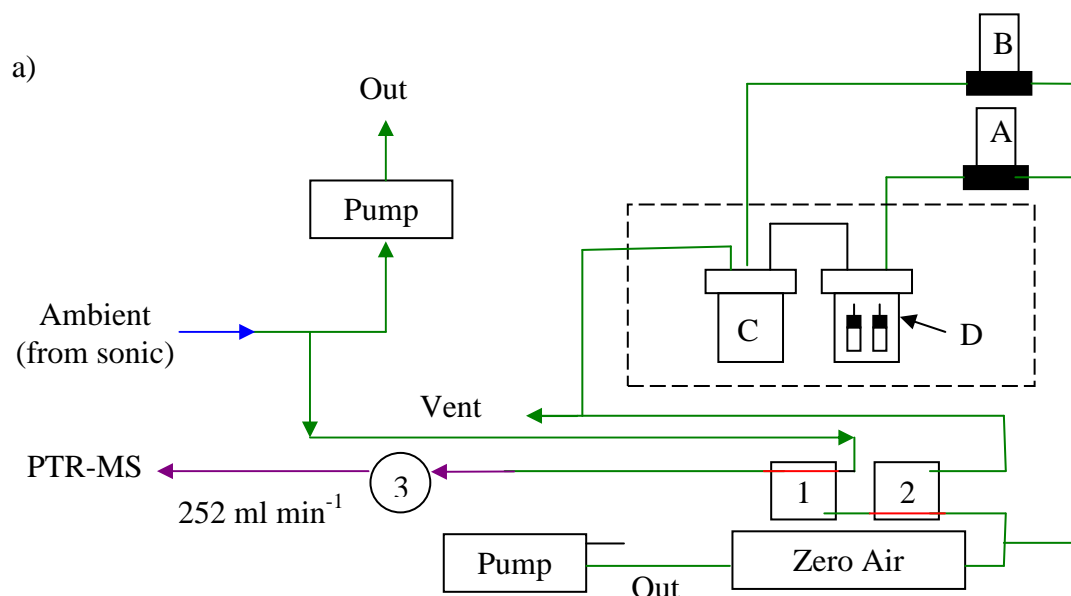 a)
Out
Pump
B
A
C
D
Ambient
(from sonic)
Vent
PTR-MS
3
252 ml min-1
1
2
Pump
Out
Zero Air